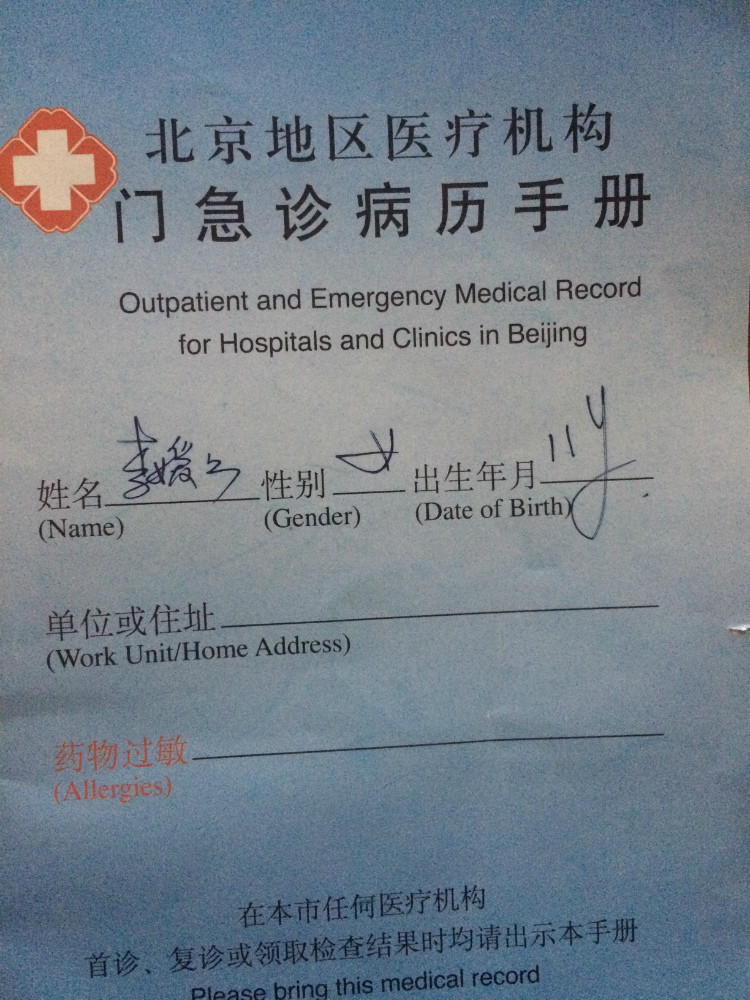 北京地区医疗机构
门急诊病历手册
Outpatient and Emergency Medical Record
for Hospitals and Clinics in Beijing
姓名 李媛 性别 女 出生年月 11y
(Name) (Gender) (Date of Birth)
单位或住址
(Work Unit/Home Address)
药物过敏
(Allergies)
在本市任何医疗机构
首诊、复诊或领取检查结果时均请出示本手册
Please bring this medical record